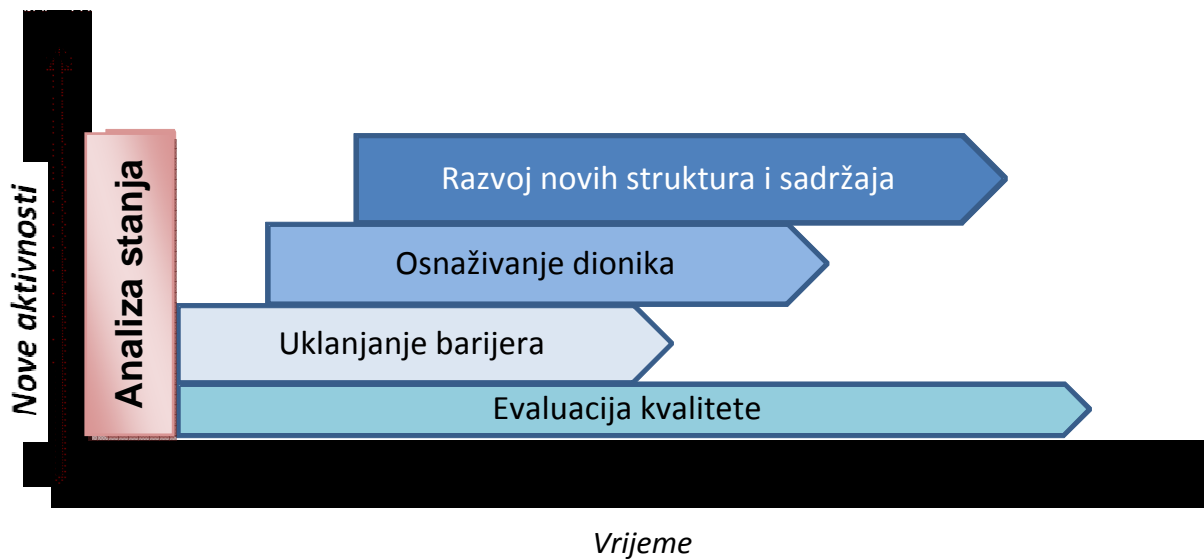 Nove aktivnosti
Analiza stanja
Razvoj novih struktura i sadržaja
Osnaživanje dionika
Uklanjanje barijera
Evaluacija kvalitete
Vrijeme